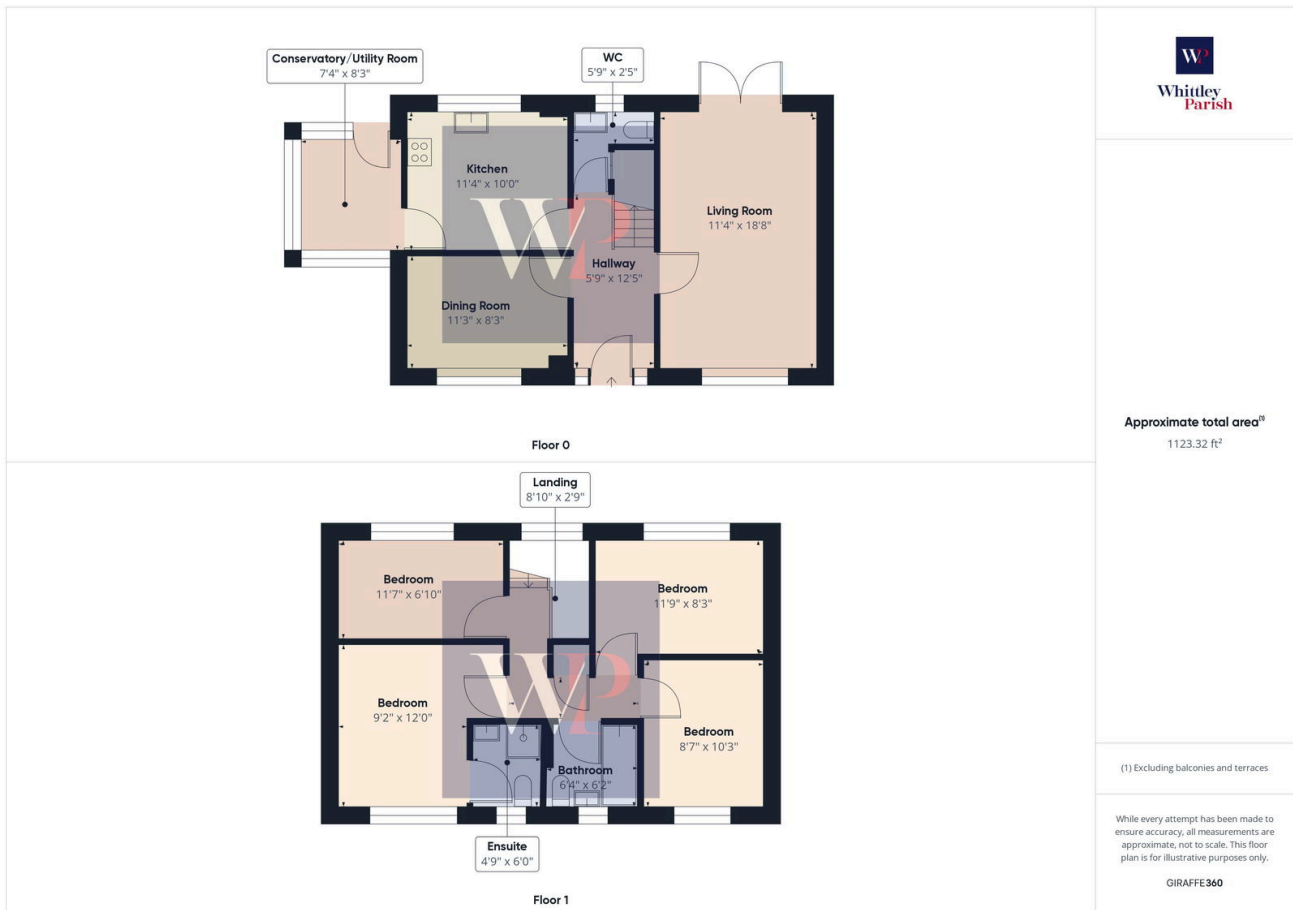 Conservatory/Utility Room
7'4" x 8'3"
WC
5'9" x 2'5"
Kitchen
11'4" x 10'0"
Living Room
11'4" x 18'8"
Hallway
5'9" x 12'5"
Dining Room
11'3" x 8'3"
WP
Floor 0
Landing
8'10" x 2'9"
Bedroom
11'7" x 6'10"
Bedroom
11'9" x 8'3"
WP
Bedroom
9'2" x 12'0"
Bedroom
8'7" x 10'3"
Bathroom
6'4" x 6'2"
Ensuite
4'9" x 6'0"
Floor 1
WP
Whittley
Parish
Approximate total area(1)
1123.32 ft²
(1) Excluding balconies and terraces
While every attempt has been made to
ensure accuracy, all measurements are
approximate, not to scale. This floor
plan is for illustrative purposes only.
GIRAFFE360